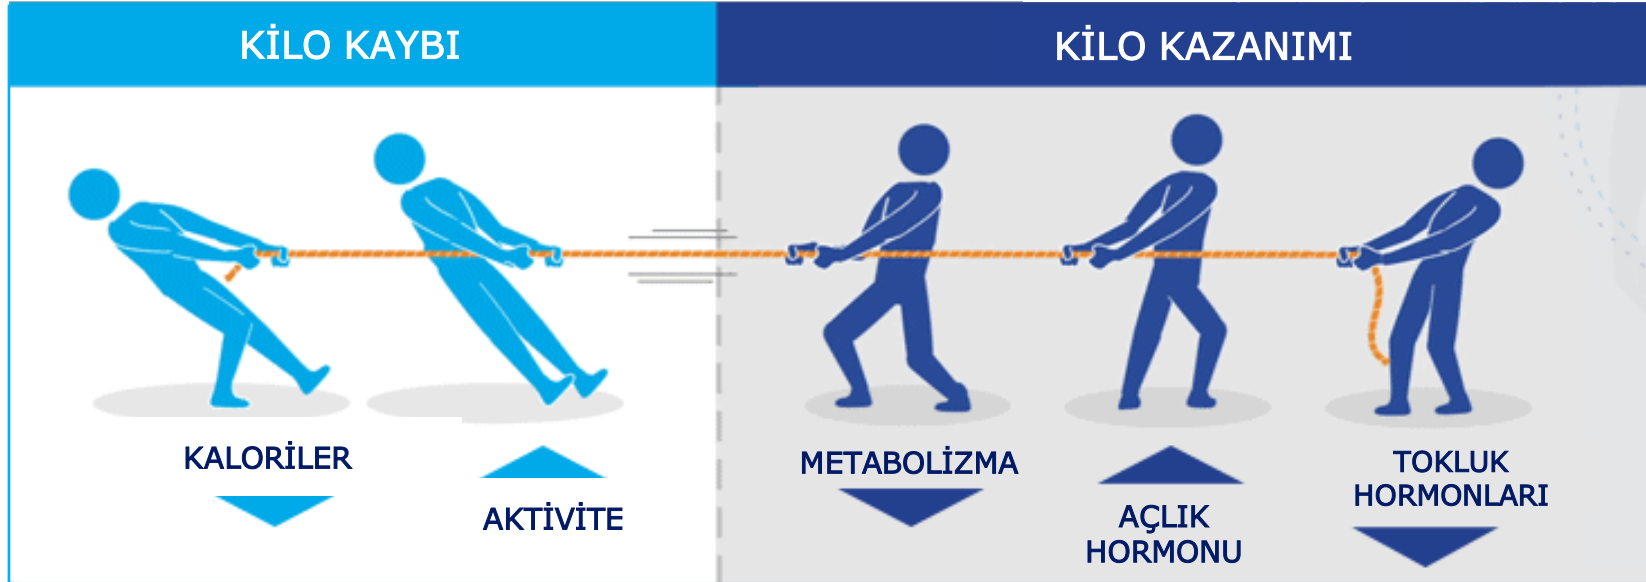 KİLO KAYBI
KİLO KAZANIMI
KALORİLER
AKTİVİTE
METABOLİZMA
AÇLIK
HORMONU
TOKLUK
HORMONLARI